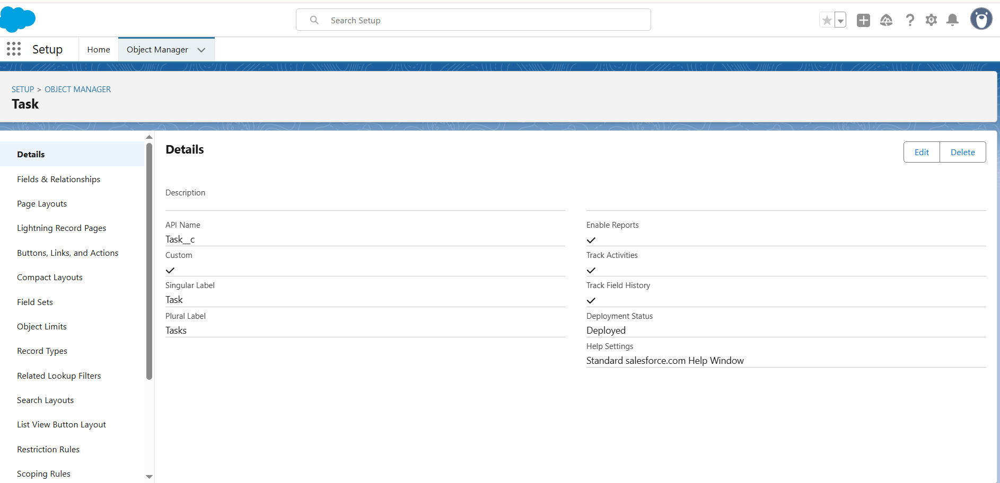 Search Setup
Setup
Home
Object Manager
SETUP > OBJECT MANAGER
Task
Details
Fields & Relationships
Page Layouts
Lightning Record Pages
Buttons, Links, and Actions
Compact Layouts
Field Sets
Object Limits
Record Types
Related Lookup Filters
Search Layouts
List View Button Layout
Restriction Rules
Scoping Rules
Details
Edit
Delete
Description
API Name
Task__c
Custom
Singular Label
Task
Plural Label
Tasks
Enable Reports
Track Activities
Track Field History
Deployment Status
Deployed
Help Settings
Standard salesforce.com Help Window